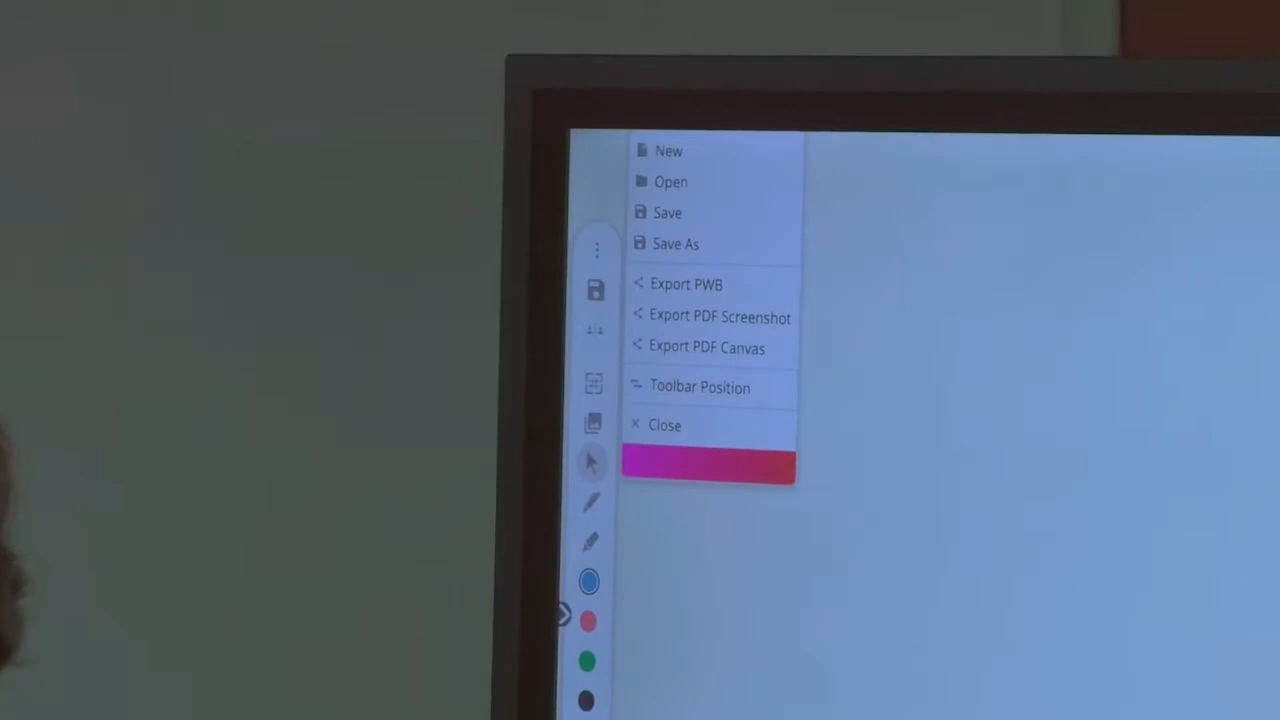 New
Open
Save
Save As
Export PWB
Export PDF Screenshot
Export PDF Canvas
Toolbar Position
Close